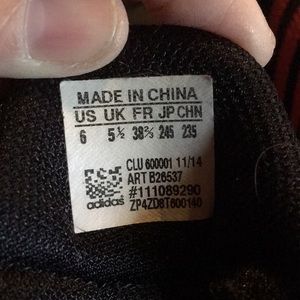 MADE IN CHINA
US UK FR JP CHN
6 5½ 38⅔ 245 235
CLU 600001 11/14
ART B26537
#111089290
adidas ZP4ZD8T600140